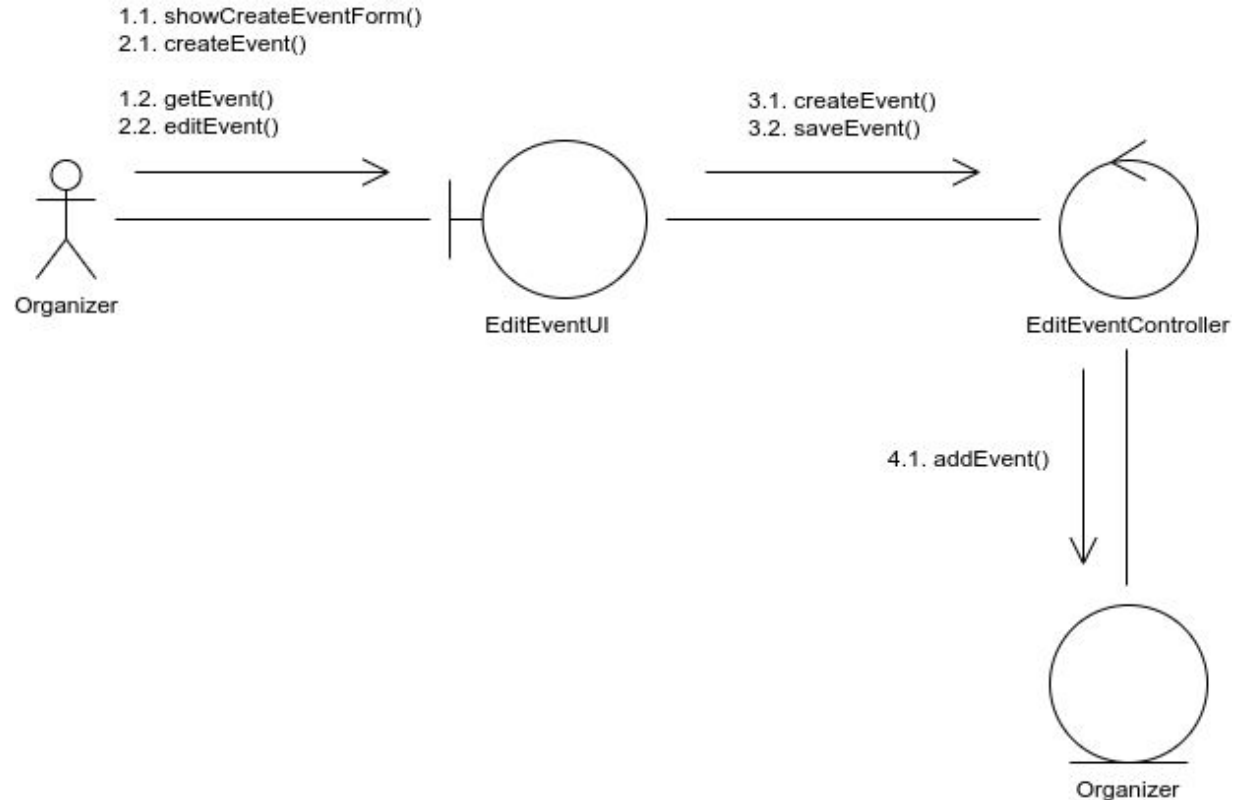 1.1. showCreateEventForm()
2.1. createEvent()
1.2. getEvent()
2.2. editEvent()
3.1. createEvent()
3.2. saveEvent()
Organizer
EditEventUI
EditEventController
4.1. addEvent()
Organizer